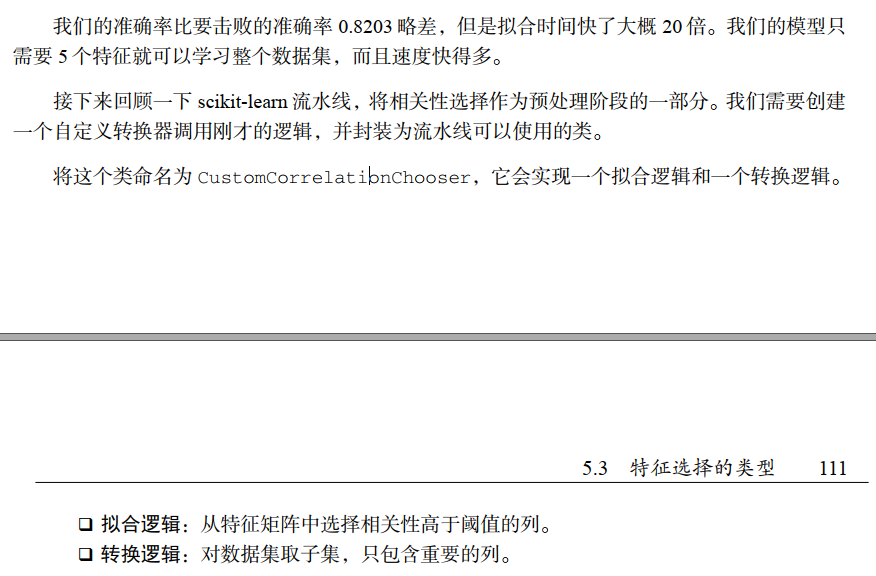 我们的准确率比要击败的准确率 0.8203 略差，但是拟合时间快了大概 20 倍。我们的模型只
需要 5 个特征就可以学习整个数据集，而且速度快得多。
接下来回顾一下 scikit-learn 流水线，将相关性选择作为预处理阶段的一部分。我们需要创建
一个自定义转换器调用刚才的逻辑，并封装为流水线可以使用的类。
将这个类命名为 CustomCorrelationChooser，它会实现一个拟合逻辑和一个转换逻辑。
5.3 特征选择的类型 111
❑ 拟合逻辑：从特征矩阵中选择相关性高于阈值的列。
❑ 转换逻辑：对数据集取子集，只包含重要的列。